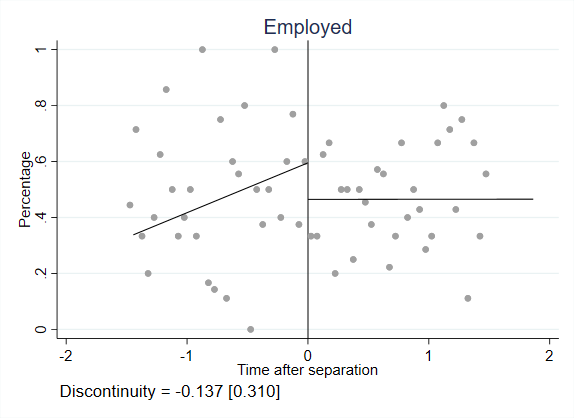 Employed
Percentage
1
.8
.6
.4
.2
0
-2 -1 0 1 2
Time after separation
Discontinuity = -0.137 [0.310]